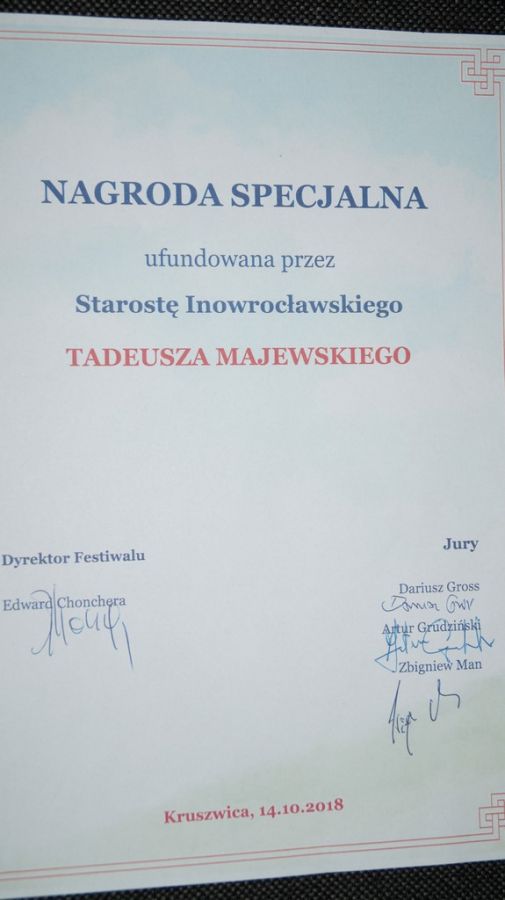 NAGRODA SPECJALNA
ufundowana przez
Starostę Inowrocławskiego
TADEUSZA MAJEWSKIEGO
Dyrektor Festiwalu
Edward Chonchera
Jury
Dariusz Gross
Artur Grudziński
Zbigniew Man
Kruszwica, 14.10.2018